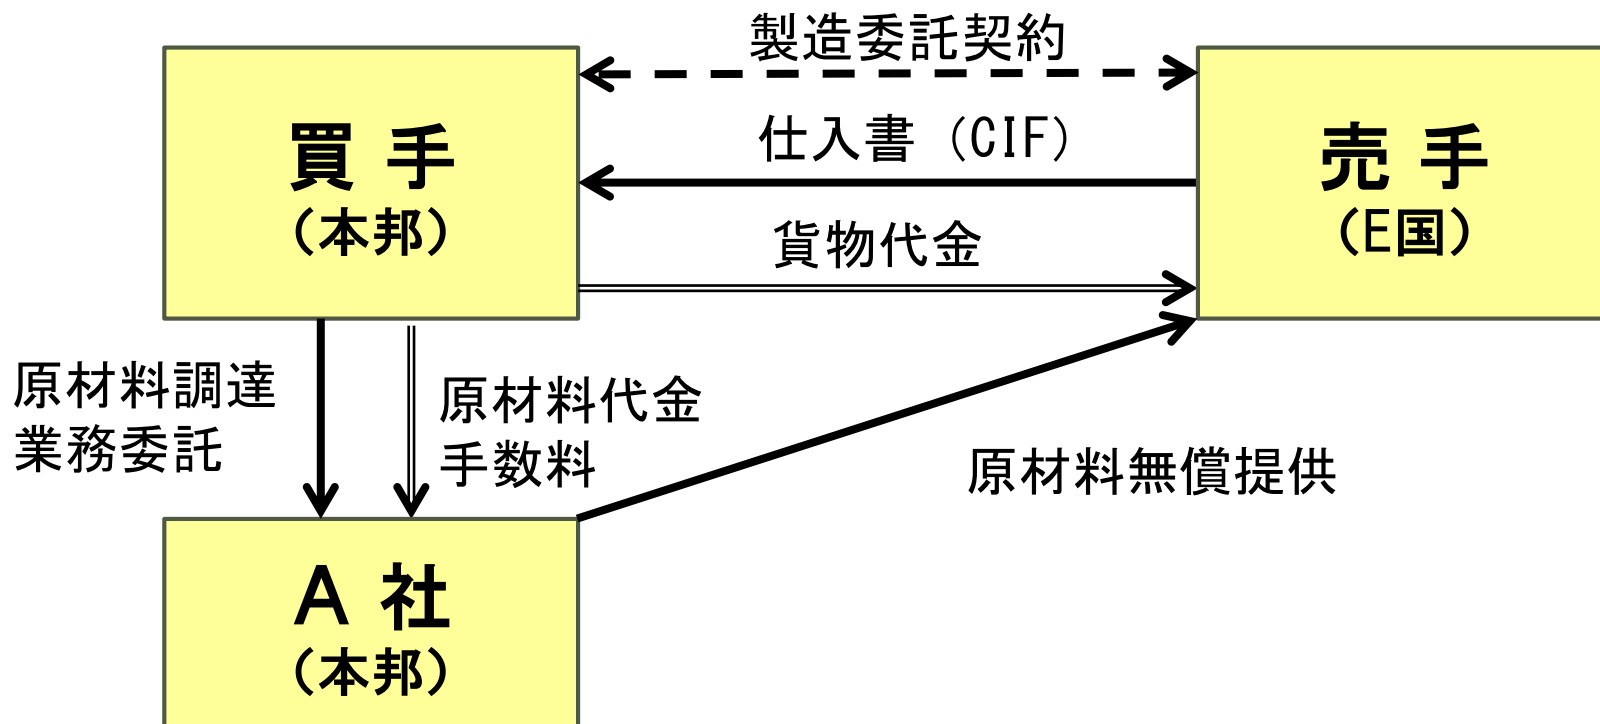 製造委託契約
買手
(本邦)
仕入書 (CIF)
売手
(E国)
貨物代金
原材料調達
業務委託
原材料代金
手数料
原材料無償提供
A社
(本邦)